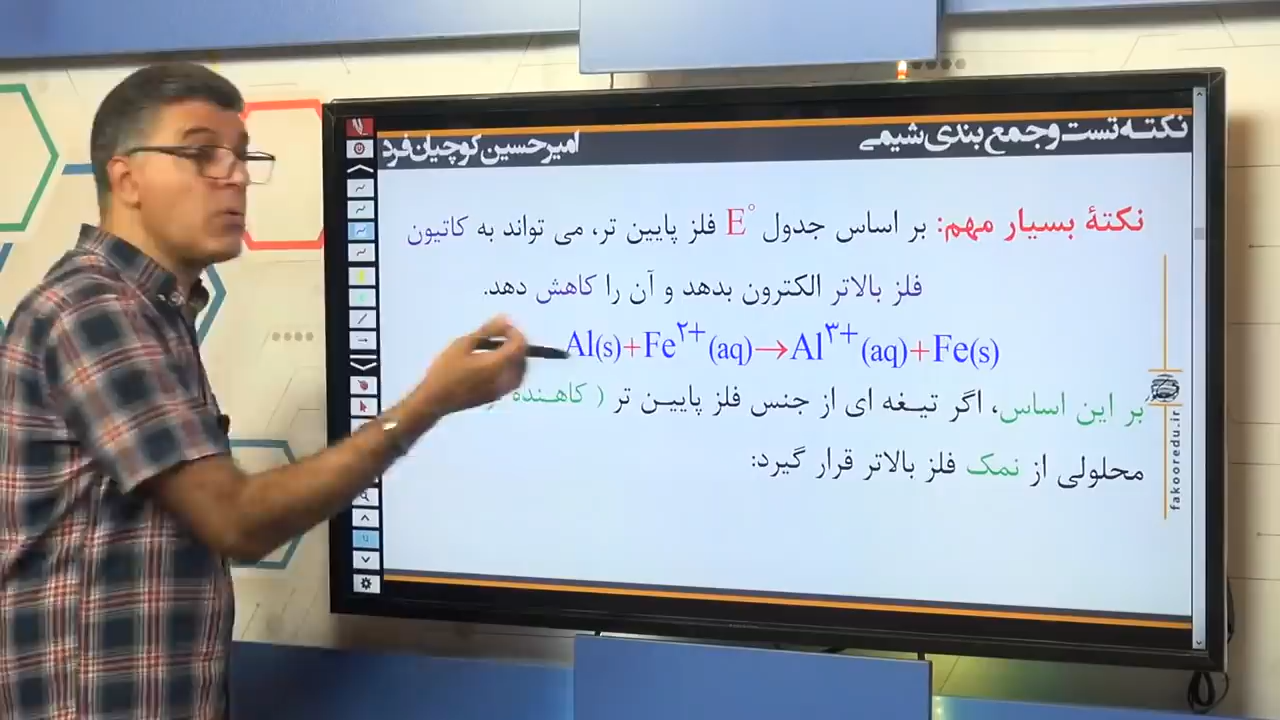 نکته تست و جمع بندی شیمی
امیرحسین کوچیان فرد
نکتهٔ بسیار مهم: بر اساس جدول E° فلز پایین تر، می تواند به کاتیون
فلز بالاتر الکترون بدهد و آن را کاهش دهد.
Al(s)+Fe۲+(aq)→Al۳+(aq)+Fe(s)
بر این اساس، اگر تیغه ای از جنس فلز پایین تر ( کاهنده
محلولی از نمک فلز بالاتر قرار گیرد:
fakooredu.ir